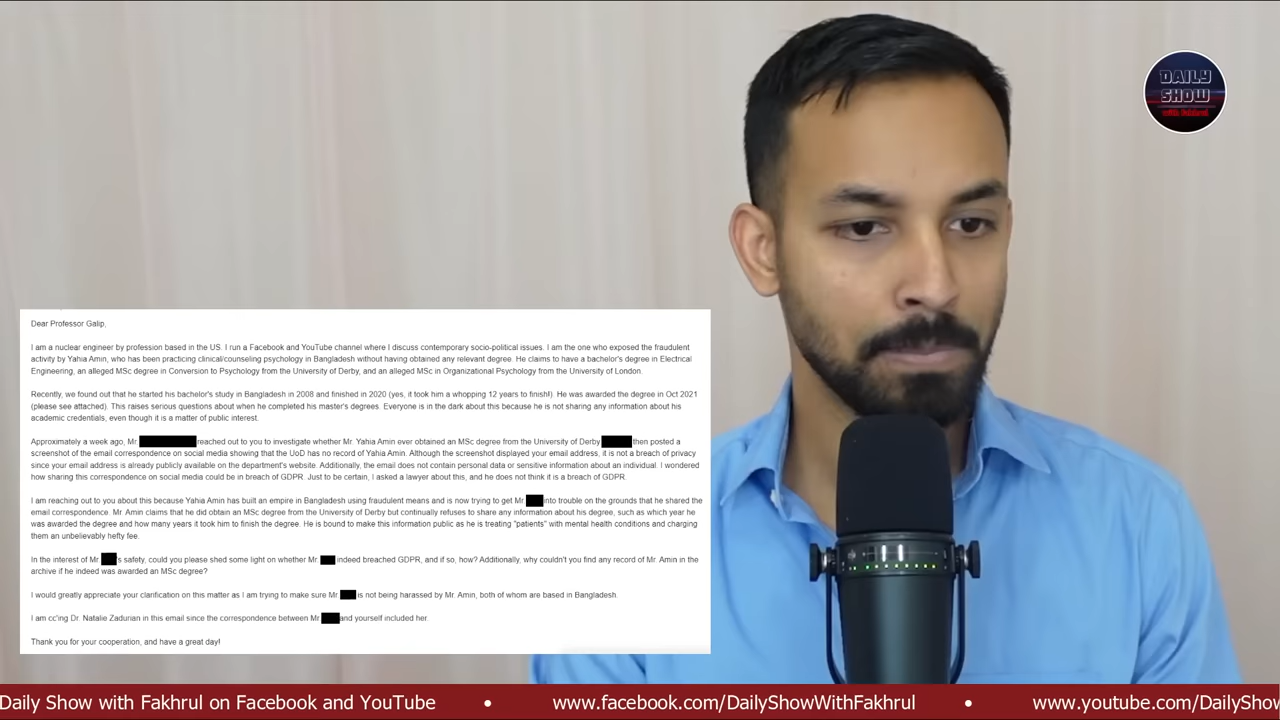 DAILY
SHOW
with Fakhrul
Dear Professor Galip,
I am a nuclear engineer by profession based in the US. I run a Facebook and YouTube channel where I discuss contemporary socio-political issues. I am the one who exposed the fraudulent
activity by Yahia Amin, who has been practicing clinical/counseling psychology in Bangladesh without having obtained any relevant degree. He claims to have a bachelor's degree in Electrical
Engineering, an alleged MSc degree in Conversion to Psychology from the University of Derby, and an alleged MSc in Organizational Psychology from the University of London.
Recently, we found out that he started his bachelor's study in Bangladesh in 2008 and finished in 2020 (yes, it took him a whopping 12 years to finish!). He was awarded the degree in Oct 2021
(please see attached). This raises serious questions about when he completed his master's degrees. Everyone is in the dark about this because he is not sharing any information about his
academic credentials, even though it is a matter of public interest.
Approximately a week ago, Mr. reached out to you to investigate whether Mr. Yahia Amin ever obtained an MSc degree from the University of Derby then posted a
screenshot of the email correspondence on social media showing that the UoD has no record of Yahia Amin. Although the screenshot displayed your email address, it is not a breach of privacy
since your email address is already publicly available on the department's website. Additionally, the email does not contain personal data or sensitive information about an individual. I wondered
how sharing this correspondence on social media could be in breach of GDPR. Just to be certain, I asked a lawyer about this, and he does not think it is a breach of GDPR.
I am reaching out to you about this because Yahia Amin has built an empire in Bangladesh using fraudulent means and is now trying to get Mr. into trouble on the grounds that he shared the
email correspondence. Mr. Amin claims that he did obtain an MSc degree from the University of Derby but continually refuses to share any information about his degree, such as which year he
was awarded the degree and how many years it took him to finish the degree. He is bound to make this information public as he is treating "patients" with mental health conditions and charging
them an unbelievably hefty fee.
In the interest of Mr. 's safety, could you please shed some light on whether Mr. indeed breached GDPR, and if so, how? Additionally, why couldn't you find any record of Mr. Amin in the
archive if he indeed was awarded an MSc degree?
I would greatly appreciate your clarification on this matter as I am trying to make sure Mr. is not being harassed by Mr. Amin, both of whom are based in Bangladesh.
I am cc'ing Dr. Natalie Zadurian in this email since the correspondence between Mr. and yourself included her.
Thank you for your cooperation, and have a great day!
Daily Show with Fakhrul on Facebook and YouTube • www.facebook.com/DailyShowWithFakhrul • www.youtube.com/DailySho